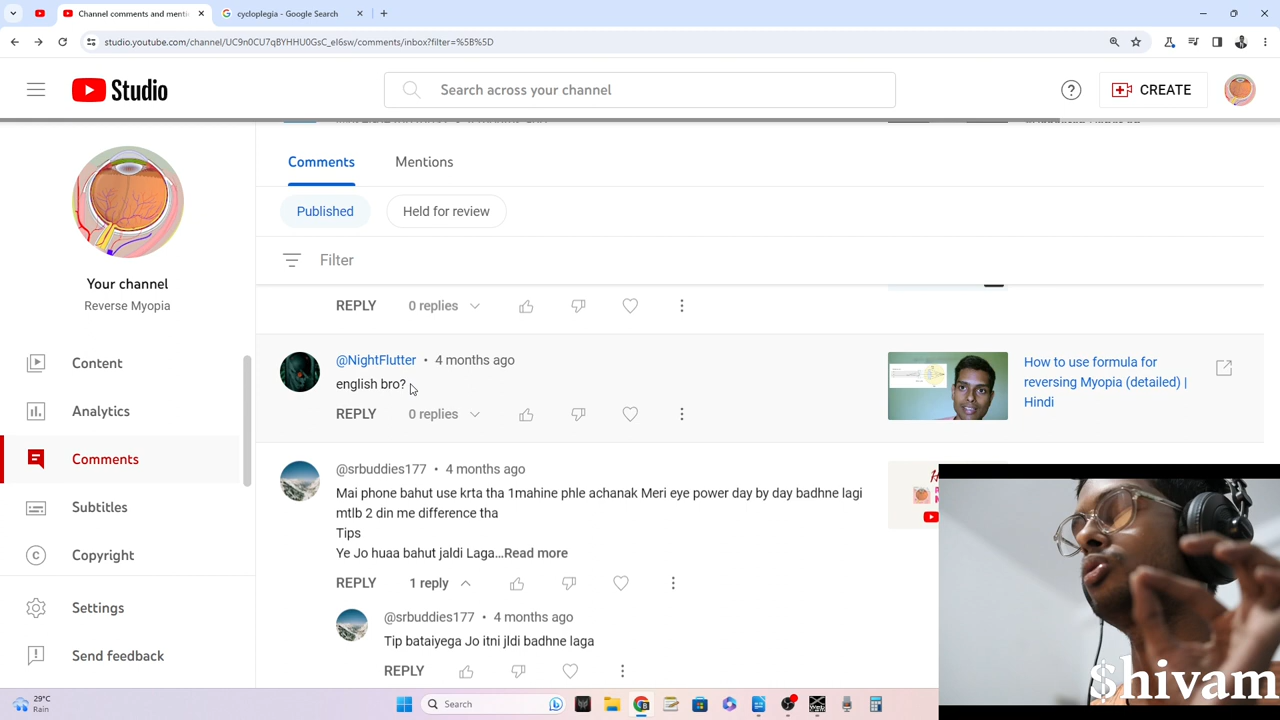 Channel comments and menti
cycloplegia - Google Search
studio.youtube.com/channel/UC9n0CU7qBYHHU0GsC_eI6sw/comments/inbox?filter=%5B%5D
Studio
Search across your channel
CREATE
Your channel
Reverse Myopia
Content
Analytics
Comments
Subtitles
Copyright
Settings
Send feedback
Comments
Mentions
Published
Held for review
Filter
REPLY
0 replies
@NightFlutter • 4 months ago
english bro?
REPLY
0 replies
How to use formula for
reversing Myopia (detailed) |
Hindi
@srbuddies177 • 4 months ago
Mai phone bahut use krta tha 1mahine phle achanak Meri eye power day by day badhne lagi
mtlb 2 din me difference tha
Tips
Ye Jo huaa bahut jaldi Laga...Read more
REPLY
1 reply
@srbuddies177 • 4 months ago
Tip bataiyega Jo itni jldi badhne laga
REPLY
$hivam
29°C
Rain
Search